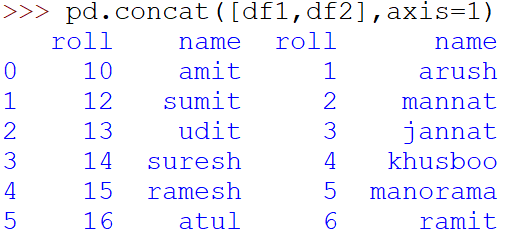 >>> pd.concat([df1,df2],axis=1)
roll name roll name
0 10 amit 1 arush
1 12 sumit 2 mannat
2 13 udit 3 jannat
3 14 suresh 4 khusboo
4 15 ramesh 5 manorama
5 16 atul 6 ramit